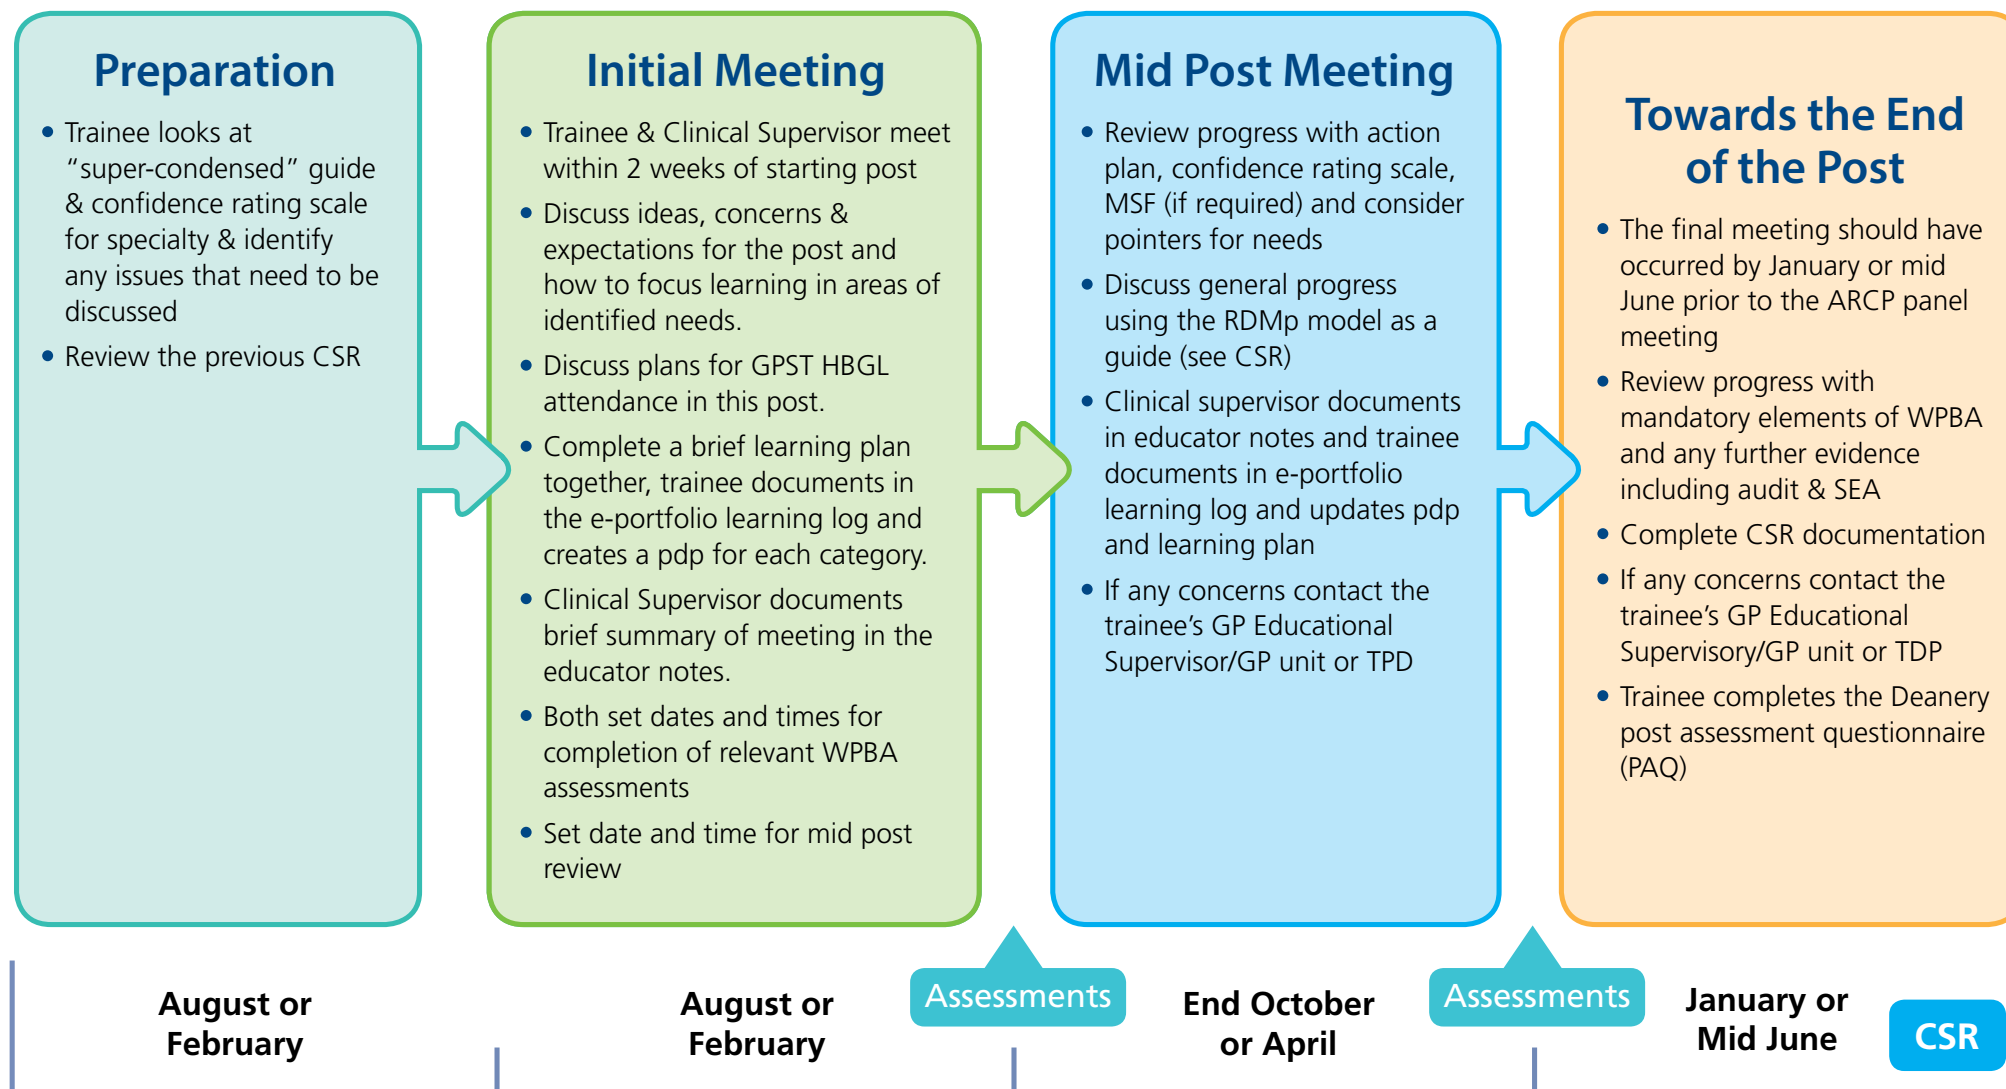 Preparation
• Trainee looks at
“super-condensed” guide
& confidence rating scale
for specialty & identify
any issues that need to be
discussed
• Review the previous CSR
Initial Meeting
• Trainee & Clinical Supervisor meet
within 2 weeks of starting post
• Discuss ideas, concerns &
expectations for the post and
how to focus learning in areas of
identified needs.
• Discuss plans for GPST HBGL
attendance in this post.
• Complete a brief learning plan
together, trainee documents in
the e-portfolio learning log and
creates a pdp for each category.
• Clinical Supervisor documents
brief summary of meeting in the
educator notes.
• Both set dates and times for
completion of relevant WPBA
assessments
• Set date and time for mid post
review
Mid Post Meeting
• Review progress with action
plan, confidence rating scale,
MSF (if required) and consider
pointers for needs
• Discuss general progress
using the RDMp model as a
guide (see CSR)
• Clinical supervisor documents
in educator notes and trainee
documents in e-portfolio
learning log and updates pdp
and learning plan
• If any concerns contact the
trainee’s GP Educational
Supervisor/GP unit or TPD
Towards the End
of the Post
• The final meeting should have
occurred by January or mid
June prior to the ARCP panel
meeting
• Review progress with
mandatory elements of WPBA
and any further evidence
including audit & SEA
• Complete CSR documentation
• If any concerns contact the
trainee’s GP Educational
Supervisory/GP unit or TDP
• Trainee completes the Deanery
post assessment questionnaire
(PAQ)
August or
February
August or
February
Assessments
End October
or April
Assessments
January or
Mid June
CSR